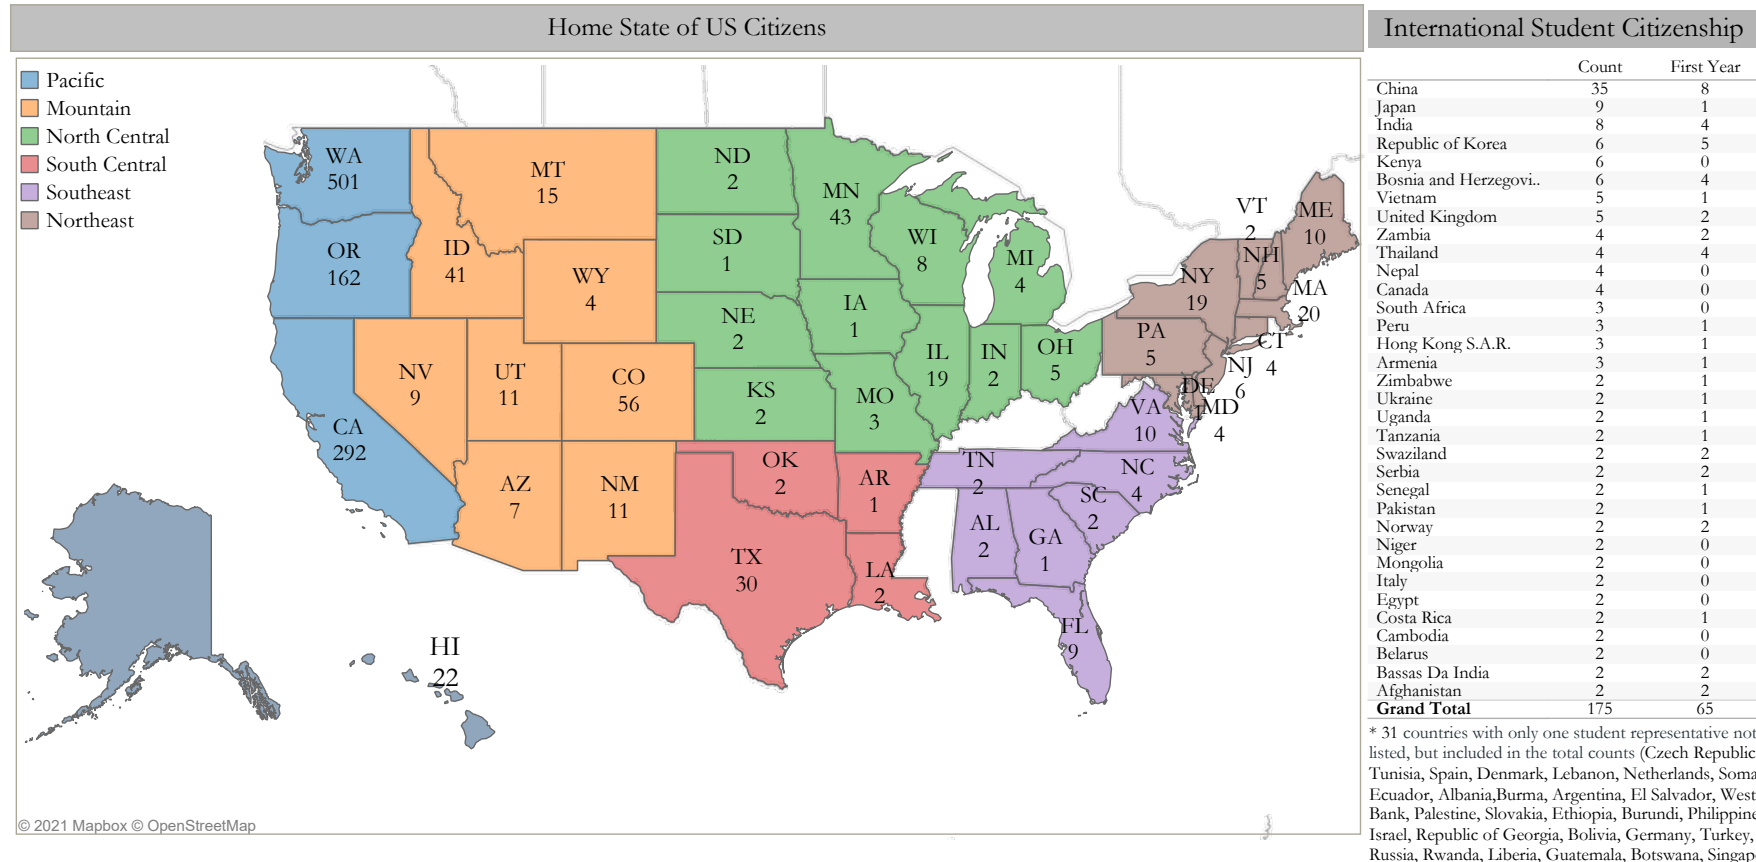 Home State of US Citizens
Pacific
Mountain
North Central
South Central
Southeast
Northeast
WA
501
OR
162
CA
292
MT
15
ID
41
WY
4
NV
9
UT
11
CO
56
AZ
7
NM
11
ND
2
SD
1
NE
2
KS
2
MN
43
IA
1
MO
3
WI
8
IL
19
MI
4
IN
2
OH
5
OK
2
TX
30
AR
1
LA
2
TN
2
AL
2
GA
1
FL
9
SC
2
NC
4
VA
10
PA
5
NY
19
VT
2
NH
5
ME
10
MA
20
CT
4
NJ
6
DE
1
MD
4
HI
22
© 2021 Mapbox © OpenStreetMap
International Student Citizenship
Count First Year
China 35 8
Japan 9 1
India 8 4
Republic of Korea 6 5
Kenya 6 0
Bosnia and Herzegovi.. 6 4
Vietnam 5 1
United Kingdom 5 2
Zambia 4 2
Thailand 4 4
Nepal 4 0
Canada 4 0
South Africa 3 0
Peru 3 1
Hong Kong S.A.R. 3 1
Armenia 3 1
Zimbabwe 2 1
Ukraine 2 1
Uganda 2 1
Tanzania 2 1
Swaziland 2 2
Serbia 2 2
Senegal 2 1
Pakistan 2 1
Norway 2 2
Niger 2 0
Mongolia 2 0
Italy 2 0
Egypt 2 0
Costa Rica 2 1
Cambodia 2 0
Belarus 2 0
Bassas Da India 2 2
Afghanistan 2 2
Grand Total 175 65
* 31 countries with only one student representative not
listed, but included in the total counts (Czech Republic
Tunisia, Spain, Denmark, Lebanon, Netherlands, Soma
Ecuador, Albania,Burma, Argentina, El Salvador, West
Bank, Palestine, Slovakia, Ethiopia, Burundi, Philippine
Israel, Republic of Georgia, Bolivia, Germany, Turkey,
Russia, Rwanda, Liberia, Guatemala, Botswana, Singap